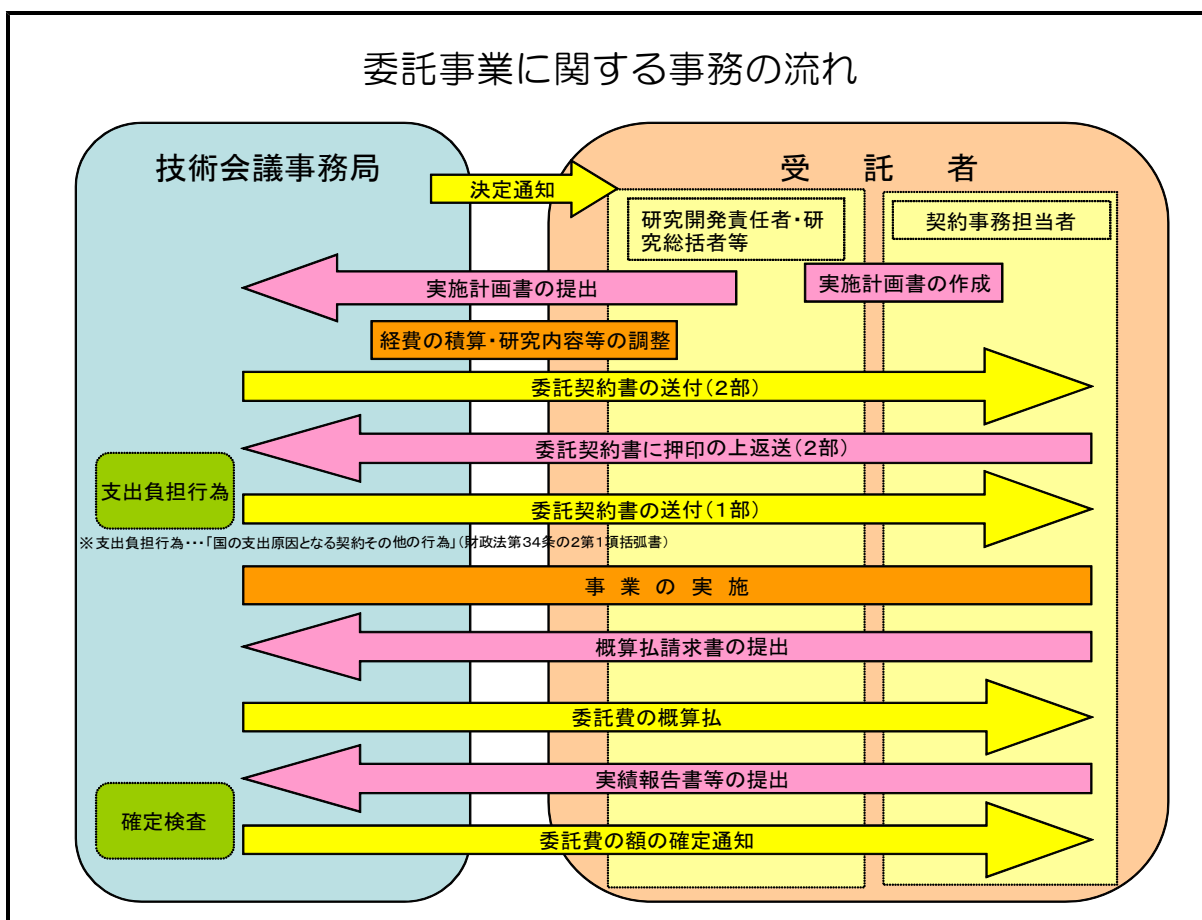 委託事業に関する事務の流れ
技術会議事務局
受 託 者
決定通知
研究開発責任者・研
究総括者等
契約事務担当者
実施計画書の作成
実施計画書の提出
経費の積算・研究内容等の調整
委託契約書の送付(2部)
委託契約書に押印の上返送(2部)
支出負担行為
委託契約書の送付(1部)
※支出負担行為・・・「国の支出原因となる契約その他の行為」(財政法第34条の2第1項括弧書)
事 業 の 実 施
概算払請求書の提出
委託費の概算払
実績報告書等の提出
確定検査
委託費の額の確定通知